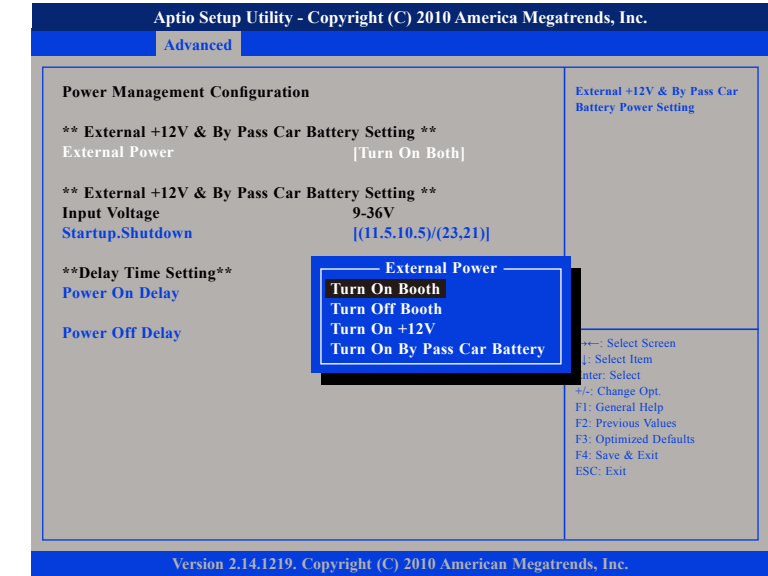 Aptio Setup Utility - Copyright (C) 2010 America Megatrends, Inc.
Advanced
Power Management Configuration
** External +12V & By Pass Car Battery Setting **
External Power [Turn On Both]
** External +12V & By Pass Car Battery Setting **
Input Voltage 9-36V
Startup.Shutdown [(11.5.10.5)/(23,21)]
**Delay Time Setting**
Power On Delay
Power Off Delay
External Power
Turn On Booth
Turn Off Booth
Turn On +12V
Turn On By Pass Car Battery
External +12V & By Pass Car
Battery Power Setting
→←: Select Screen
↓: Select Item
nter: Select
+/-: Change Opt.
F1: General Help
F2: Previous Values
F3: Optimized Defaults
F4: Save & Exit
ESC: Exit
Version 2.14.1219. Copyright (C) 2010 American Megatrends, Inc.